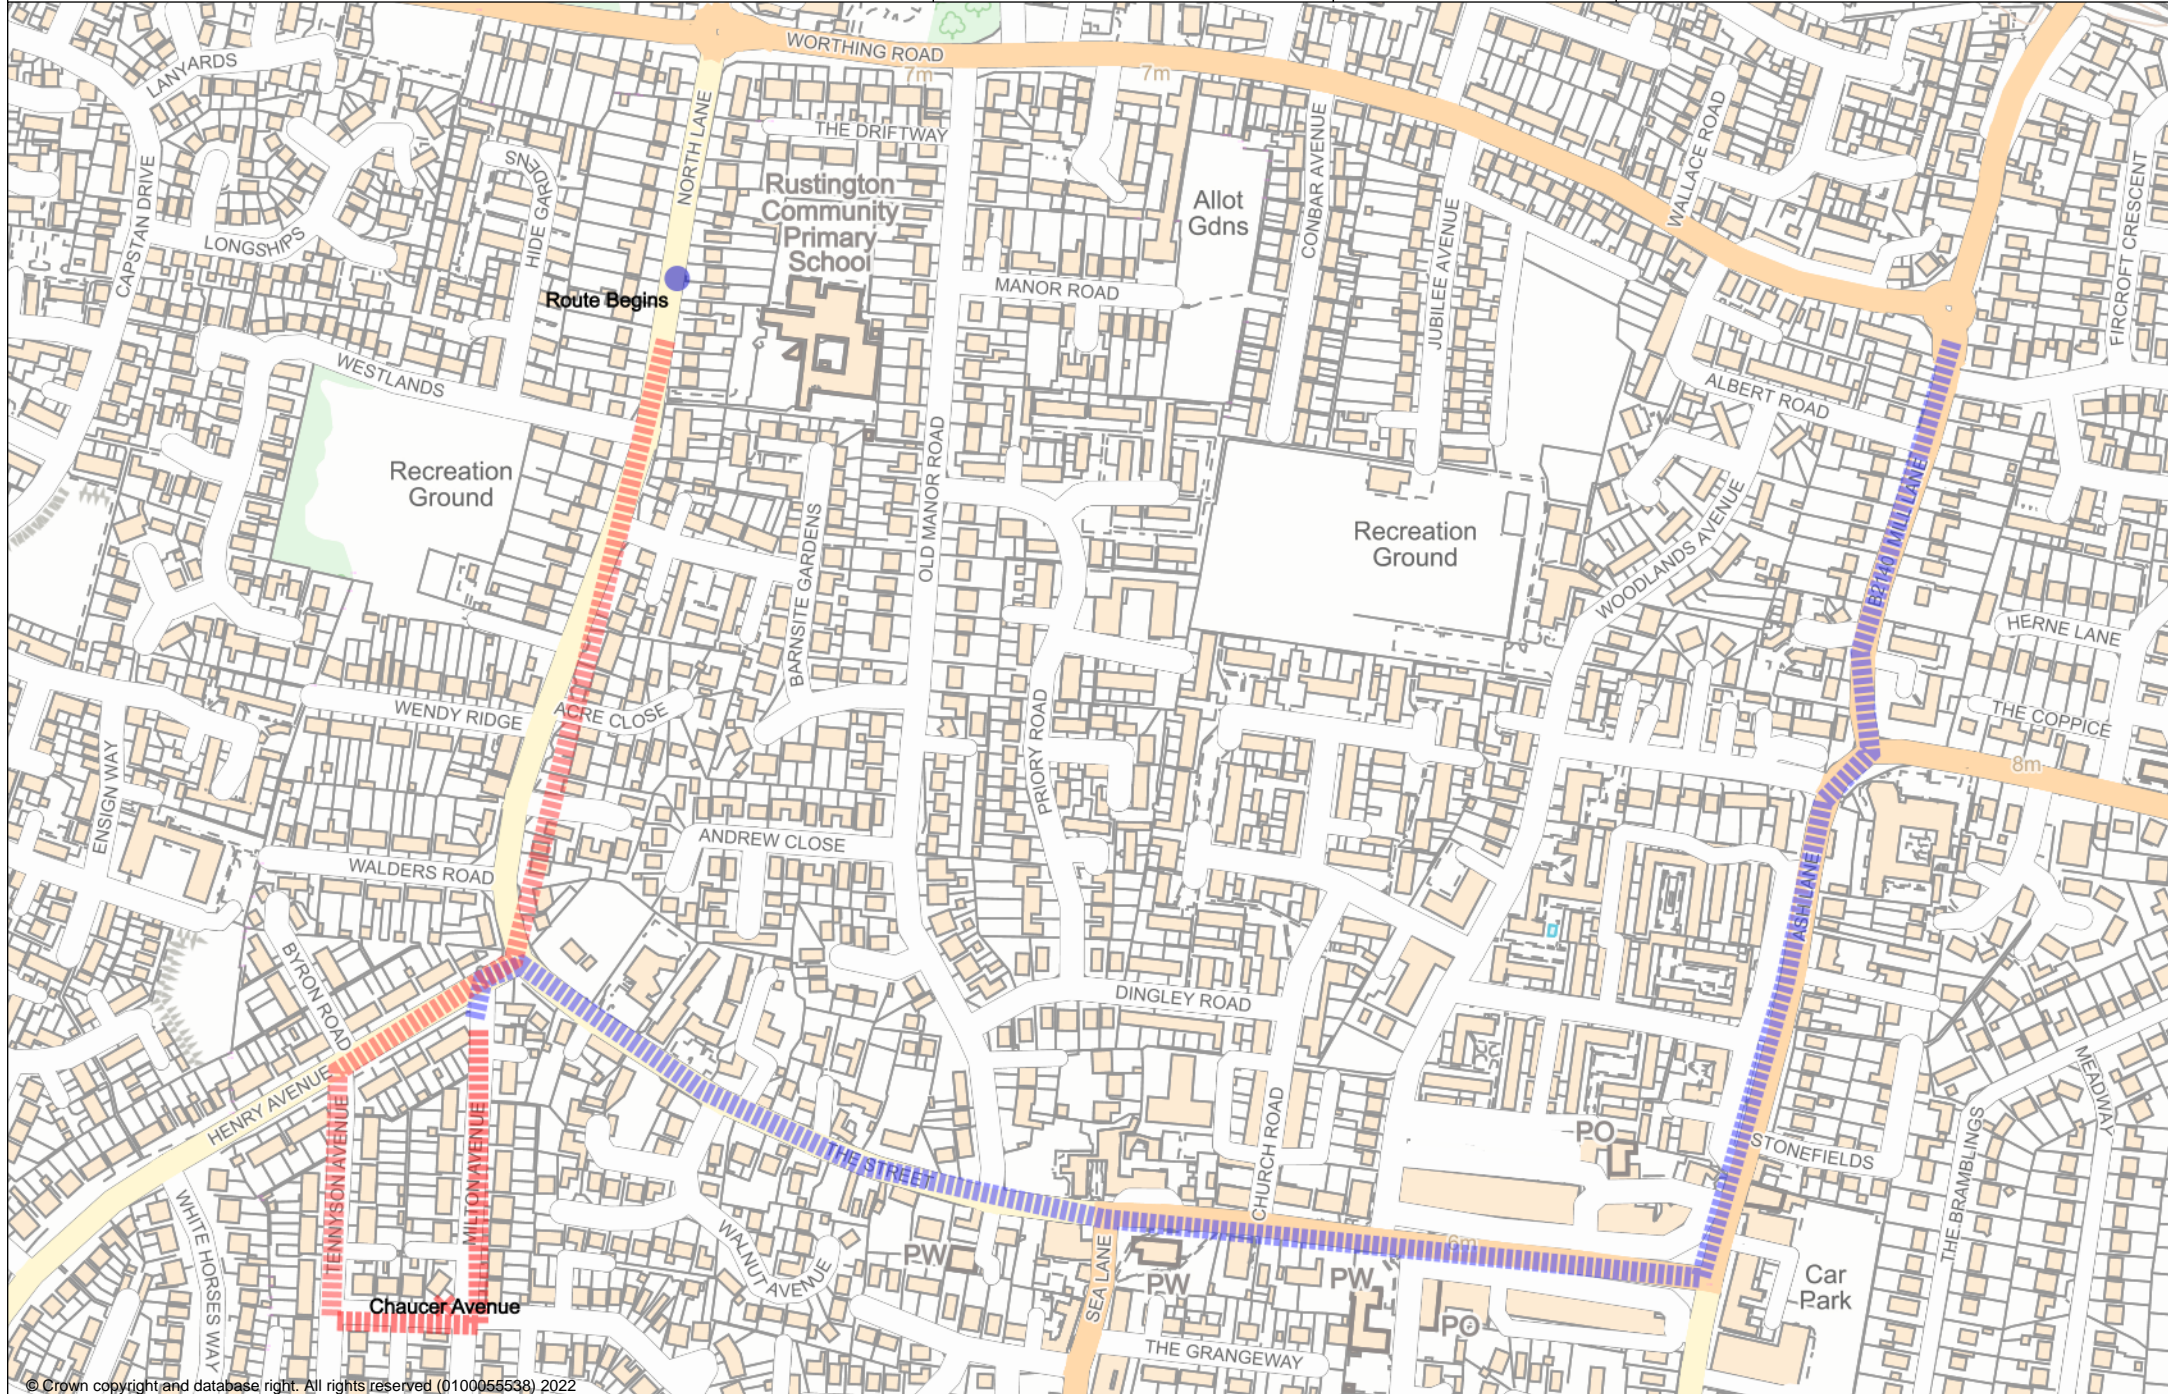 WORTHING ROAD
7m
7m
LANYARDS
NORTH LANE
THE DRIFTWAY
WALLACE ROAD
CONBAR AVENUE
HIDE GARDENS
CAPSTAN DRIVE
Rustington
Community
Primary
School
Allot
Gdns
FIRCROFT CRESCENT
LONGSHIPS
JUBILEE AVENUE
MANOR ROAD
Route Begins
WESTLANDS
ALBERT ROAD
Recreation
Ground
OLD MANOR ROAD
Recreation
Ground
BARNSITE GARDENS
WOODLANDS AVENUE
B2140 MILL LANE
HERNE LANE
WENDY RIDGE
ACRE CLOSE
THE COPPICE
PRIORY ROAD
8m
ENSIGN WAY
ANDREW CLOSE
WALDERS ROAD
ASH LANE
BYRON ROAD
DINGLEY ROAD
HENRY AVENUE
MEADWAY
TENNYSON AVENUE
MILTON AVENUE
THE STREET
CHURCH ROAD
PO
STONEFIELDS
THE BRAMBLINGS
WHITE HORSES WAY
WALNUT AVENUE
PW
SEA LANE
PW
PW
6m
Car
Park
Chaucer Avenue
PO
THE GRANGEWAY
© Crown copyright and database right. All rights reserved (0100055538) 2022